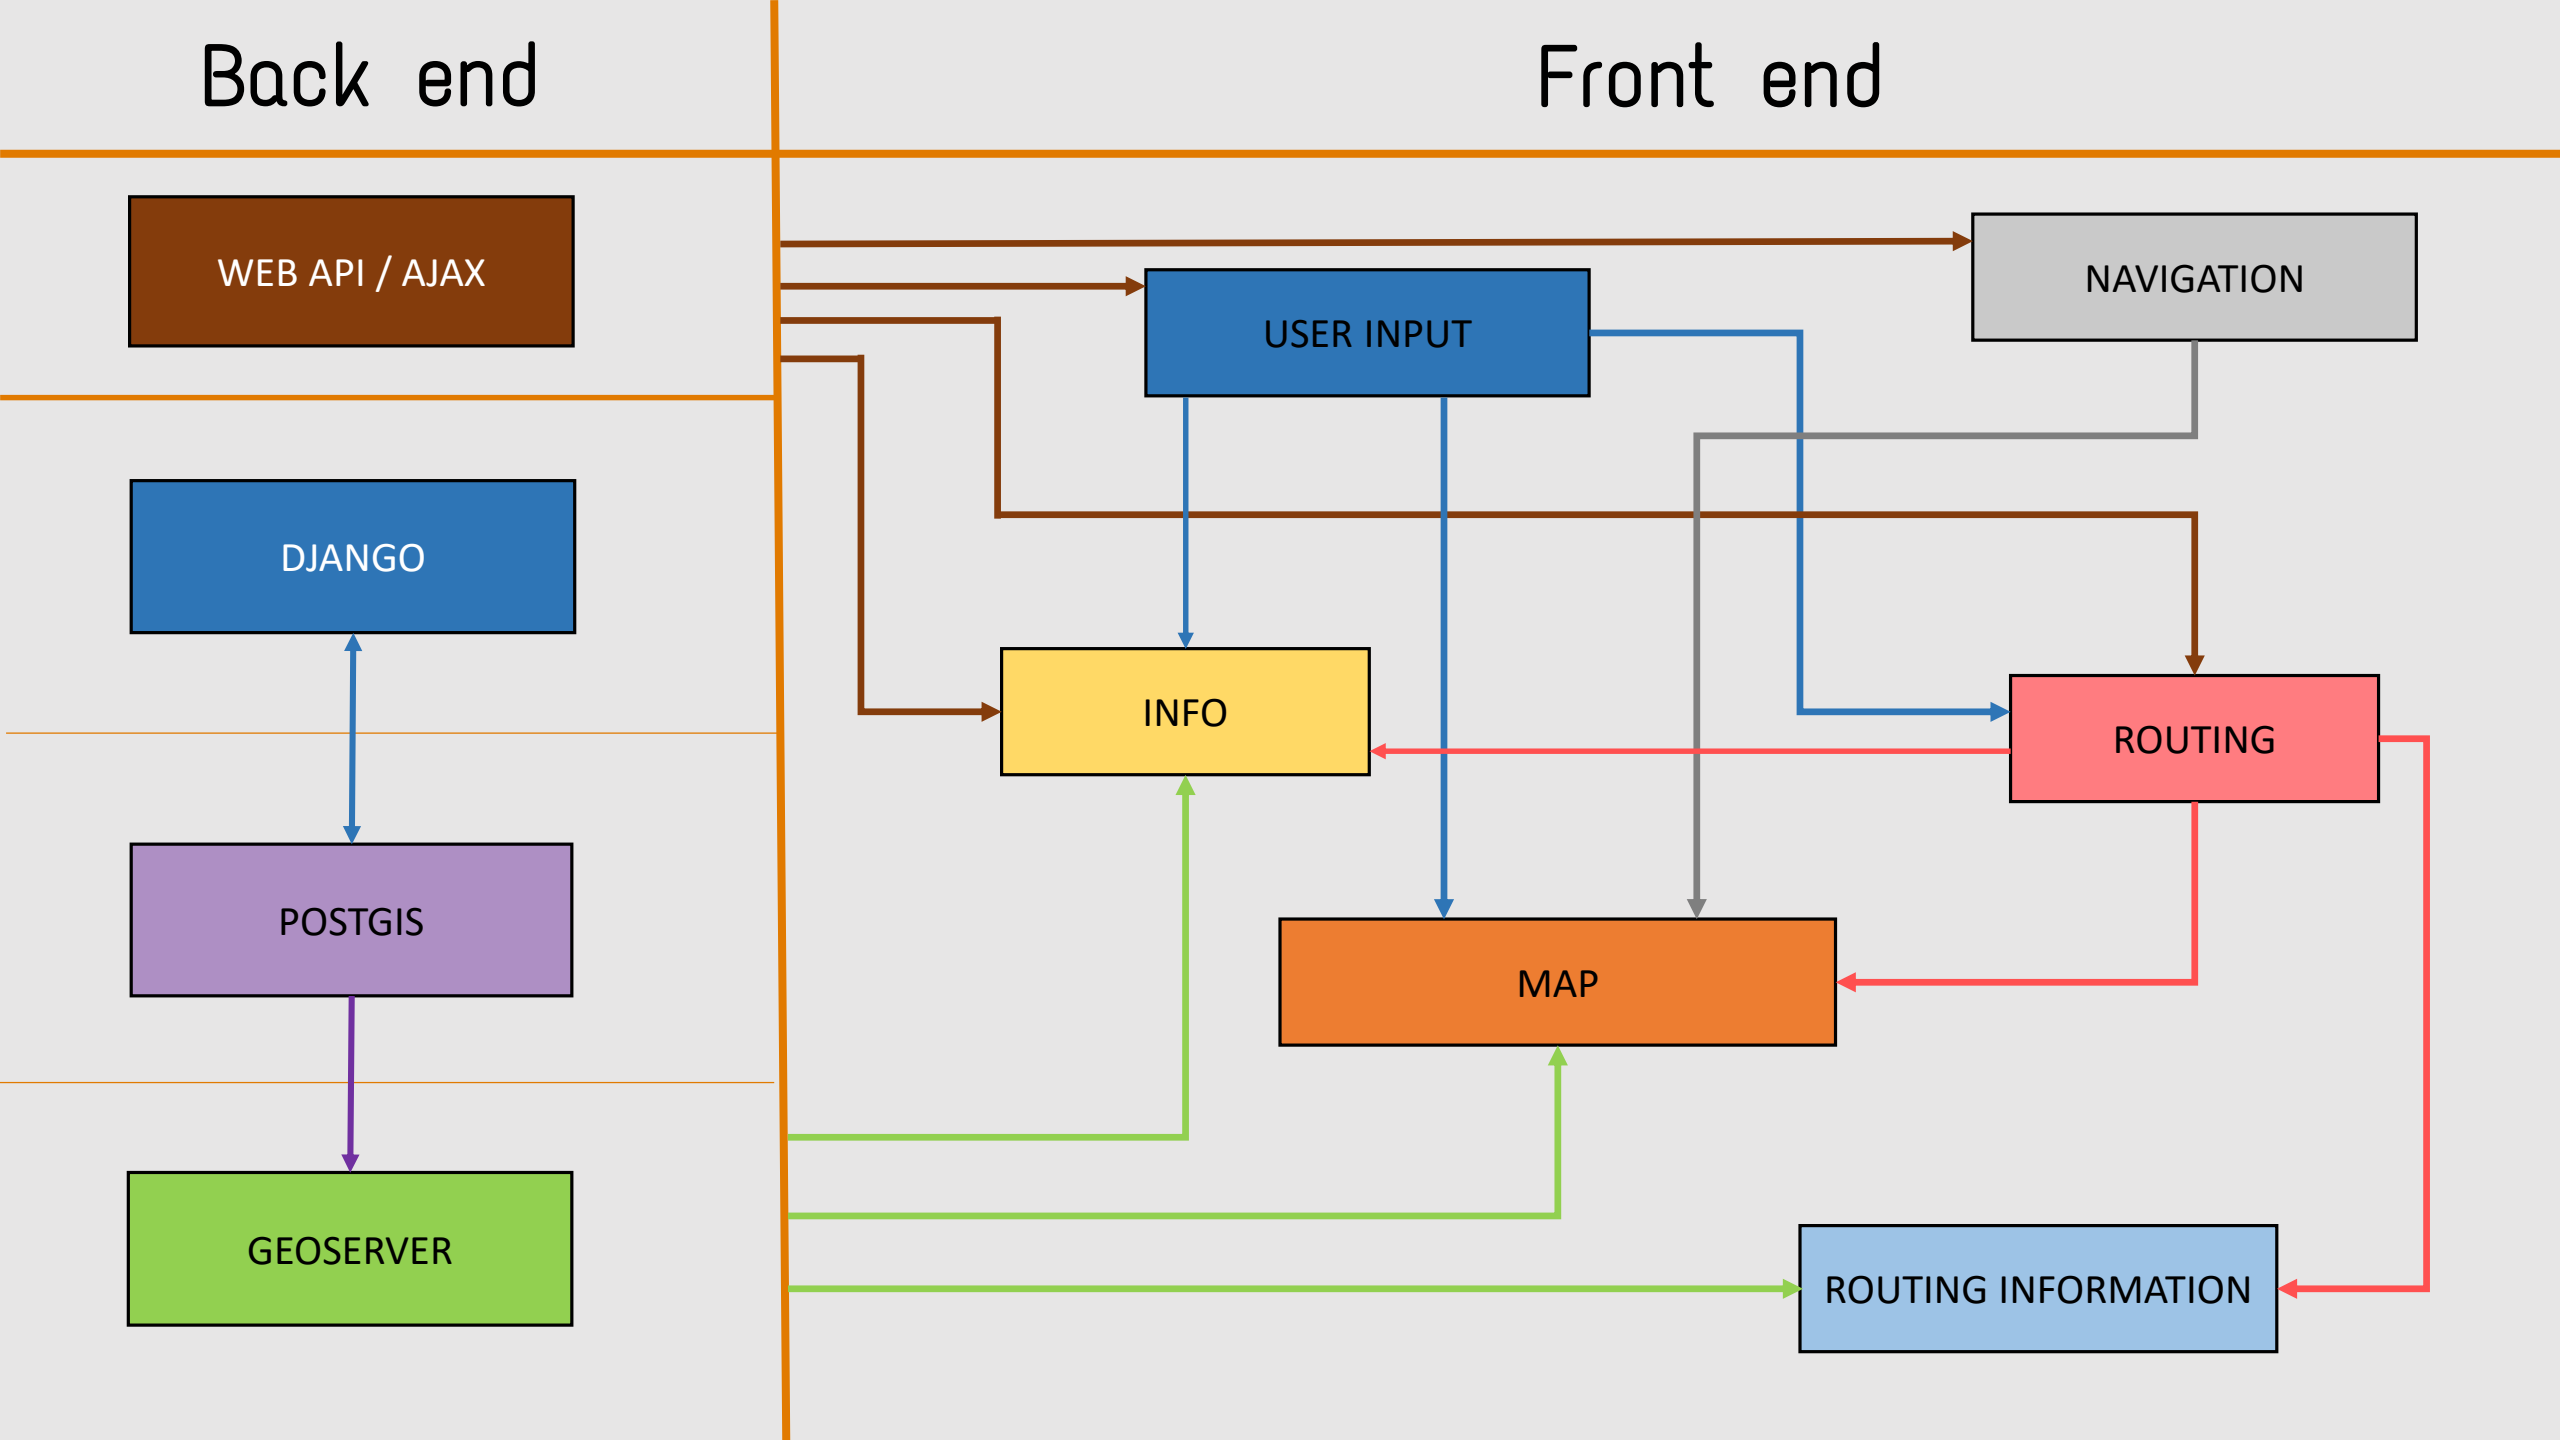 Back end
Front end
WEB API / AJAX
NAVIGATION
USER INPUT
DJANGO
INFO
ROUTING
POSTGIS
MAP
GEOSERVER
ROUTING INFORMATION